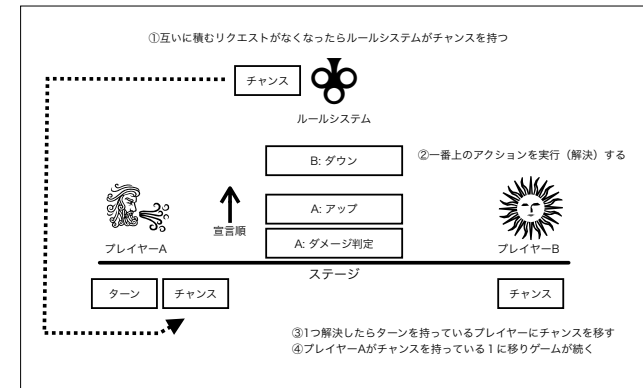 ①互いに積むリクエストがなくなったらルールシステムがチャンスを持つ
チャンス
ルールシステム
B: ダウン
②一番上のアクションを実行（解決）する
A: アップ
宣言順
A: ダメージ判定
プレイヤーA
プレイヤーB
ステージ
ターン
チャンス
チャンス
③1つ解決したらターンを持っているプレイヤーにチャンスを移す
④プレイヤーAがチャンスを持っている１に移りゲームが続く